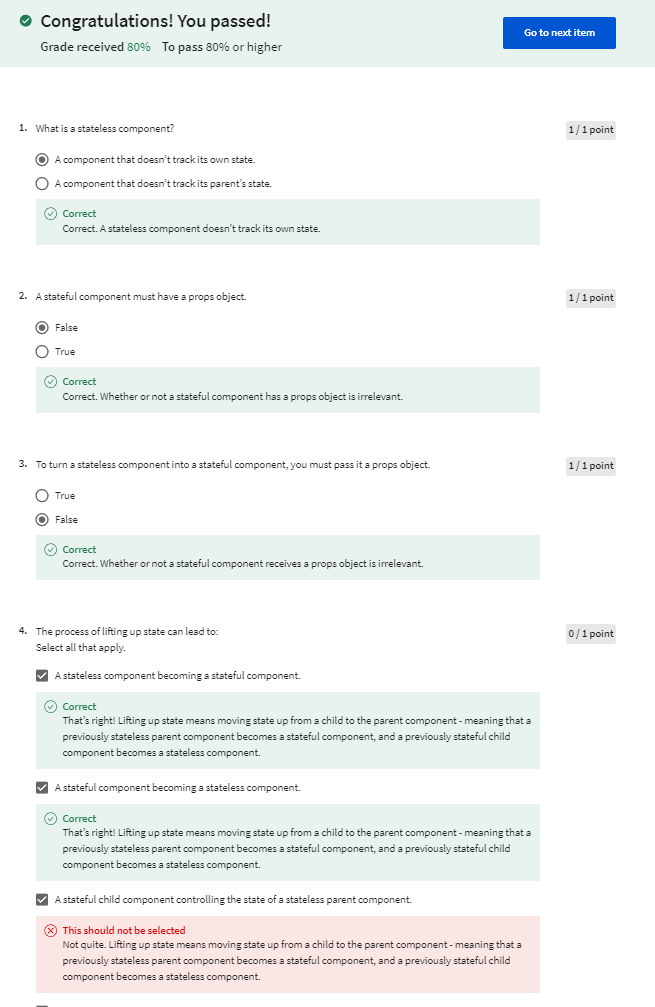 Congratulations! You passed!
Grade received 80% To pass 80% or higher
Go to next item
1. What is a stateless component?
1 / 1 point
A component that doesn't track its own state.
A component that doesn't track its parent's state.
Correct
Correct. A stateless component doesn't track its own state.
2. A stateful component must have a props object.
1 / 1 point
False
True
Correct
Correct. Whether or not a stateful component has a props object is irrelevant.
3. To turn a stateless component into a stateful component, you must pass it a props object.
1 / 1 point
True
False
Correct
Correct. Whether or not a stateful component receives a props object is irrelevant.
4. The process of lifting up state can lead to:
0 / 1 point
Select all that apply.
A stateless component becoming a stateful component.
Correct
That's right! Lifting up state means moving state up from a child to the parent component - meaning that a
previously stateless parent component becomes a stateful component, and a previously stateful child
component becomes a stateless component.
A stateful component becoming a stateless component.
Correct
That's right! Lifting up state means moving state up from a child to the parent component - meaning that a
previously stateless parent component becomes a stateful component, and a previously stateful child
component becomes a stateless component.
A stateful child component controlling the state of a stateless parent component.
This should not be selected
Not quite. Lifting up state means moving state up from a child to the parent component - meaning that a
previously stateless parent component becomes a stateful component, and a previously stateful child
component becomes a stateless component.